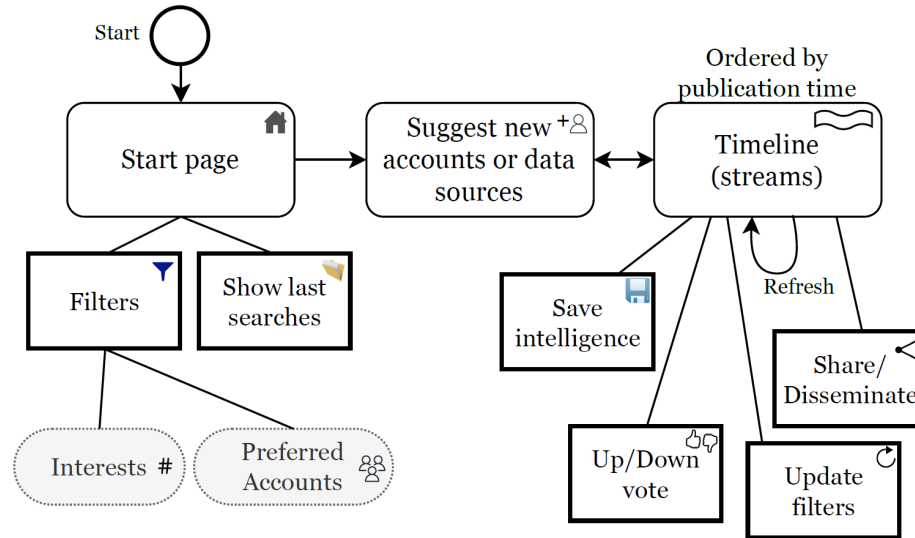 Start
Ordered by
publication time
Start page
Suggest new
accounts or data
sources
Timeline
(streams)
Filters
Show last
searches
Save
intelligence
Refresh
Share/
Disseminate
Interests #
Preferred
Accounts
Up/Down
vote
Update
filters